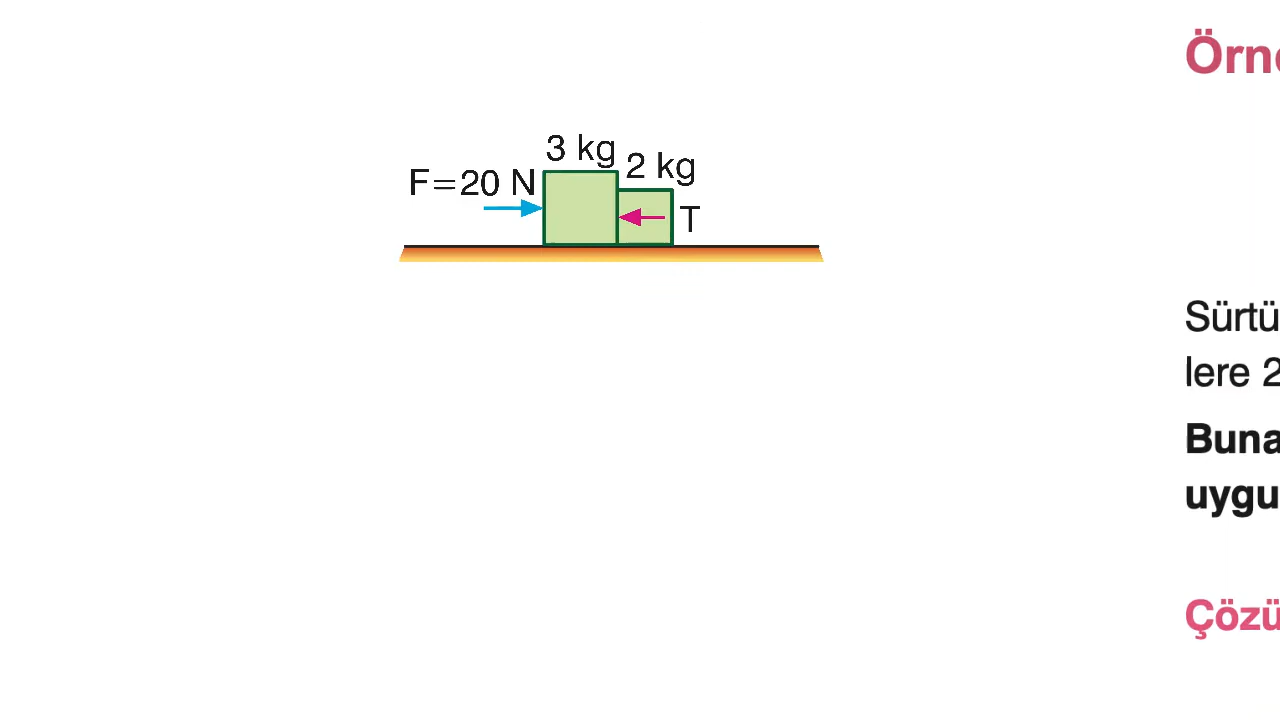 Örn
3 kg
2 kg
F=20 N
T
Sürtü
lere 2
Buna
uygu
Çözü